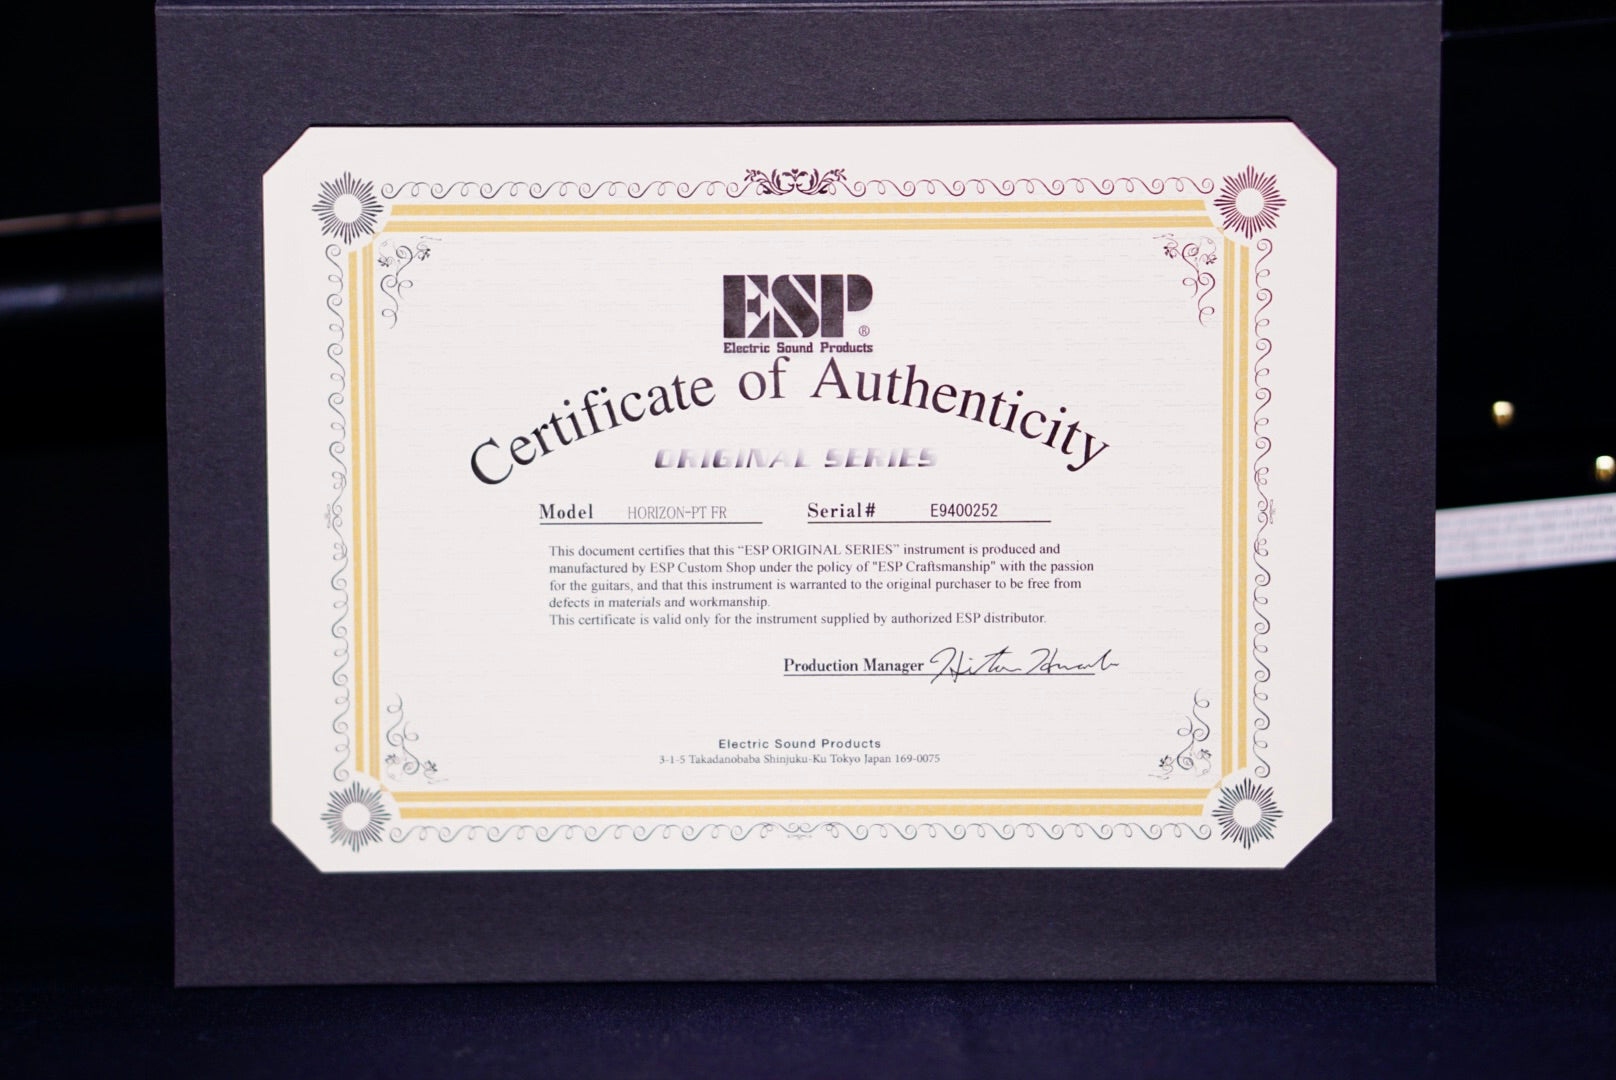 ESP®
Electric Sound Products
Certificate of Authenticity
ORIGINAL SERIES
Model HORIZON-PT FR Serial# E9400252
This document certifies that this “ESP ORIGINAL SERIES” instrument is produced and
manufactured by ESP Custom Shop under the policy of "ESP Craftsmanship" with the passion
for the guitars, and that this instrument is warranted to the original purchaser to be free from
defects in materials and workmanship.
This certificate is valid only for the instrument supplied by authorized ESP distributor.
Production Manager
Electric Sound Products
3-1-5 Takadanobaba Shinjuku-Ku Tokyo Japan 169-0075